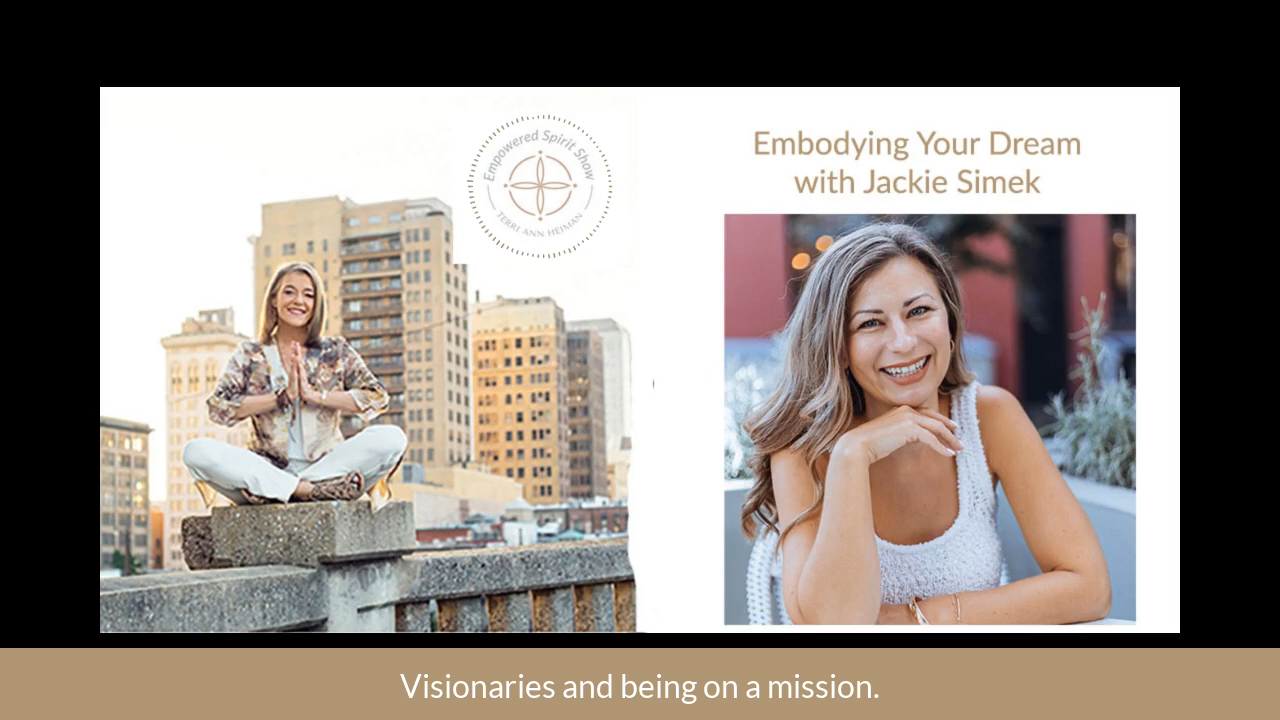 Empowered Spirit Show
TERRI ANN HEIMAN
Embodying Your Dream
with Jackie Simek
Visionaries and being on a mission.